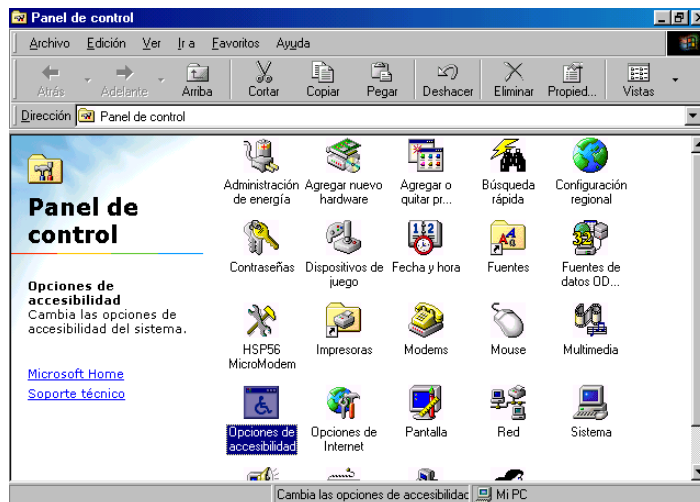 Panel de control
Archivo Edición Ver Ir a Favoritos Ayuda
Atrás Adelante Arriba Cortar Copiar Pegar Deshacer Eliminar Propied... Vistas
Dirección Panel de control
Panel de
control
Opciones de
accesibilidad
Cambia las opciones de
accesibilidad del sistema.
Microsoft Home
Soporte técnico
Administración
de energía
Agregar nuevo
hardware
Agregar o
quitar pr...
Búsqueda
rápida
Configuración
regional
Contraseñas
Dispositivos de
juego
Fecha y hora
Fuentes
Fuentes de
datos OD...
HSP56
MicroModem
Impresoras
Modems
Mouse
Multimedia
Opciones de
accesibilidad
Opciones de
Internet
Pantalla
Red
Sistema
Cambia las opciones de accesibilidad Mi PC